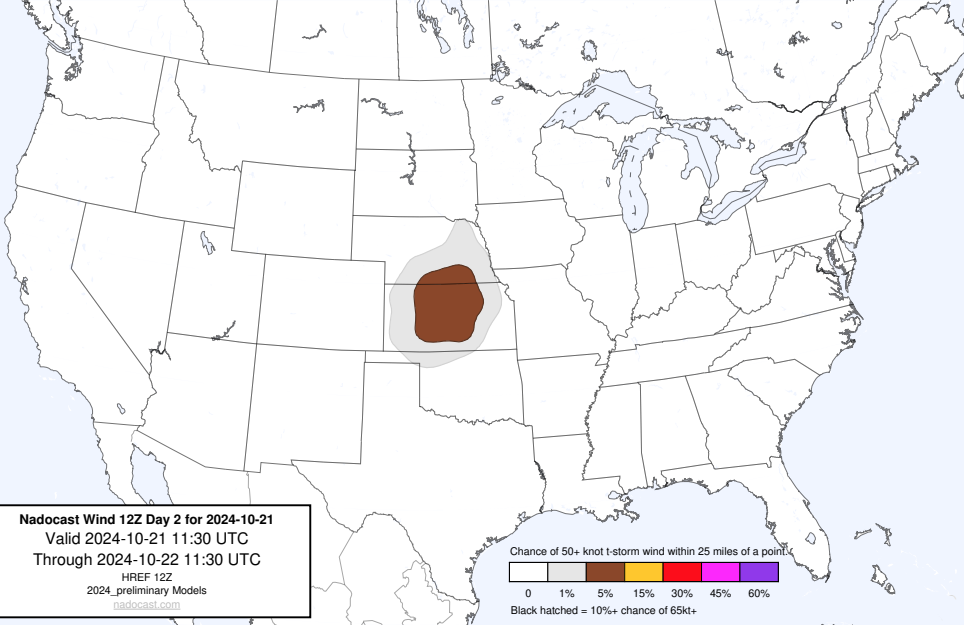 Nadocast Wind 12Z Day 2 for 2024-10-21
Valid 2024-10-21 11:30 UTC
Through 2024-10-22 11:30 UTC
HREF 12Z
2024_preliminary Models
nadocast.com
Chance of 50+ knot t-storm wind within 25 miles of a point.
0 1% 5% 15% 30% 45% 60%
Black hatched = 10%+ chance of 65kt+